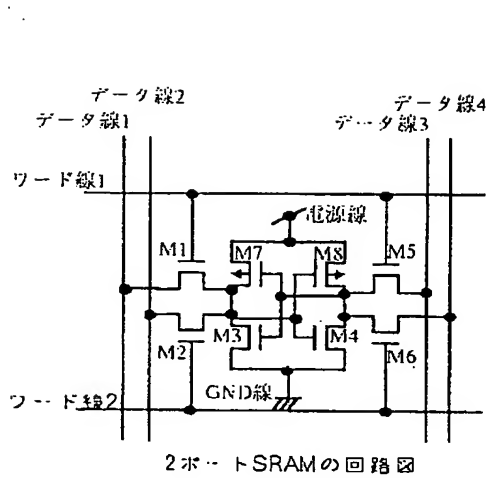 データ線2
データ線1
データ線4
データ線3
ワード線1
電源線
M1
M7
M8
M5
M2
M3
M4
M6
GND線
ワード線2
2ポートSRAMの回路図